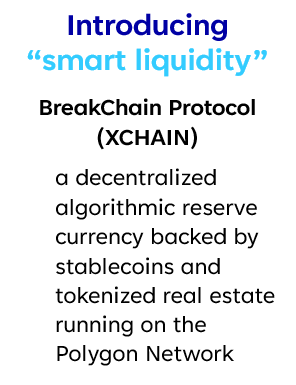 Introducing
“smart liquidity”
BreakChain Protocol
(XCHAIN)
a decentralized
algorithmic reserve
currency backed by
stablecoins and
tokenized real estate
running on the
Polygon Network